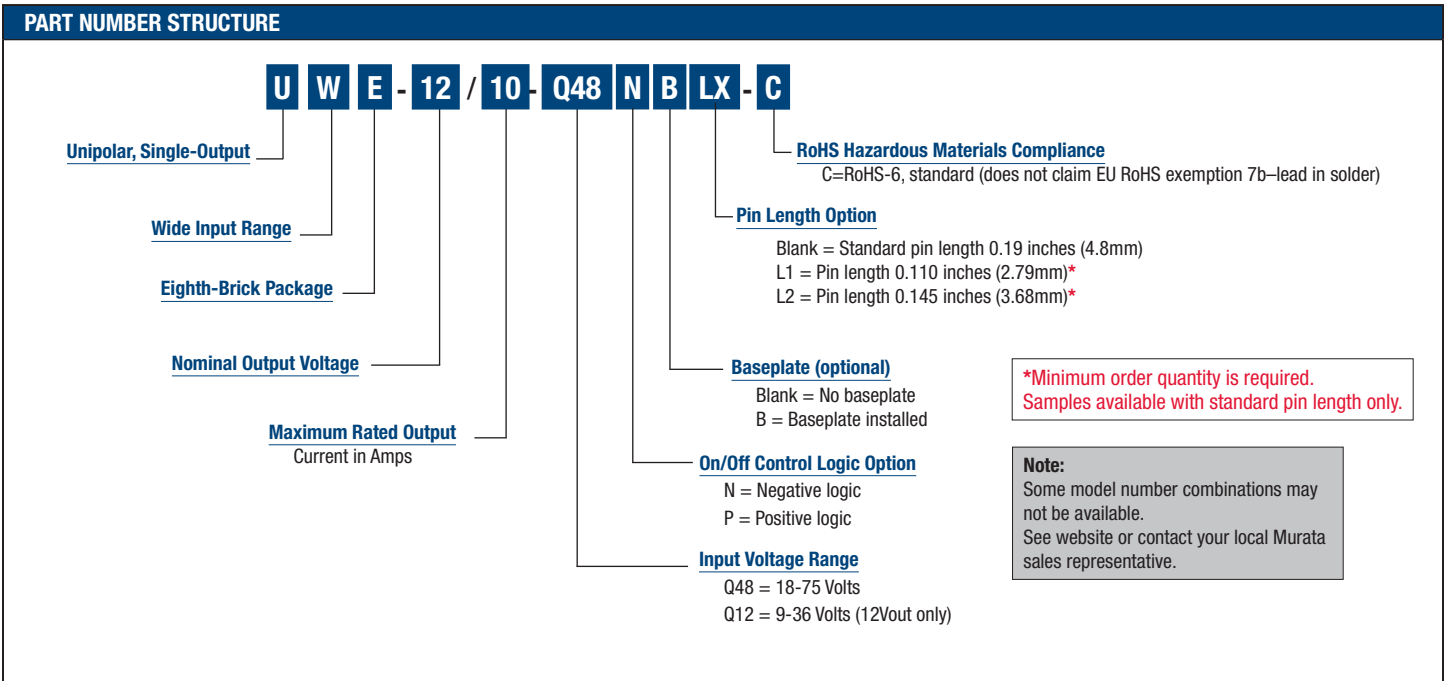 PART NUMBER STRUCTURE
U W E - 12 / 10 - Q48 N B LX - C
Unipolar, Single-Output
RoHS Hazardous Materials Compliance
C=RoHS-6, standard (does not claim EU RoHS exemption 7b–lead in solder)
Wide Input Range
Pin Length Option
Blank = Standard pin length 0.19 inches (4.8mm)
L1 = Pin length 0.110 inches (2.79mm)*
L2 = Pin length 0.145 inches (3.68mm)*
Eighth-Brick Package
Nominal Output Voltage
Baseplate (optional)
Blank = No baseplate
B = Baseplate installed
*Minimum order quantity is required.
Samples available with standard pin length only.
Maximum Rated Output
Current in Amps
On/Off Control Logic Option
N = Negative logic
P = Positive logic
Note:
Some model number combinations may
not be available.
See website or contact your local Murata
sales representative.
Input Voltage Range
Q48 = 18-75 Volts
Q12 = 9-36 Volts (12Vout only)